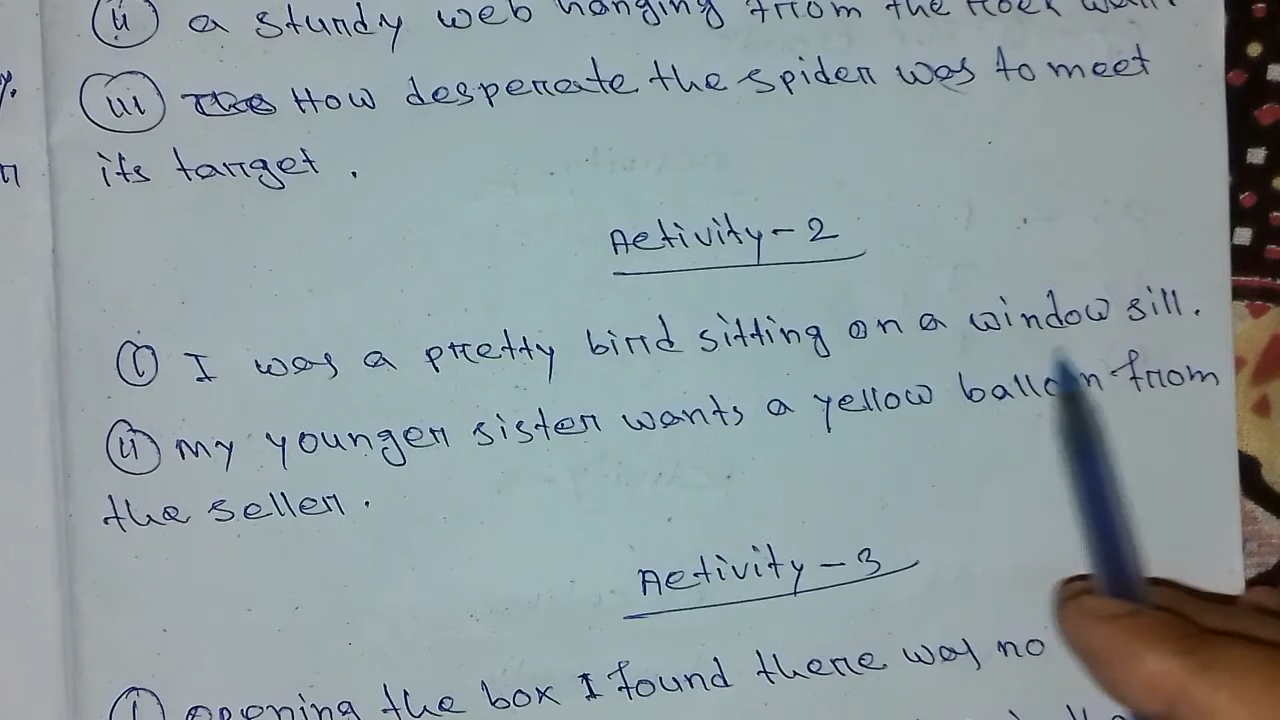 (ii) a sturdy web hanging from the rock wall.
(iii) How desperate the spider was to meet
its target.
Activity-2
(i) I was a pretty bird sitting on a window sill.
(ii) my younger sister wants a yellow balloon from
the seller.
Activity-3
(i) opening the box I found there was no